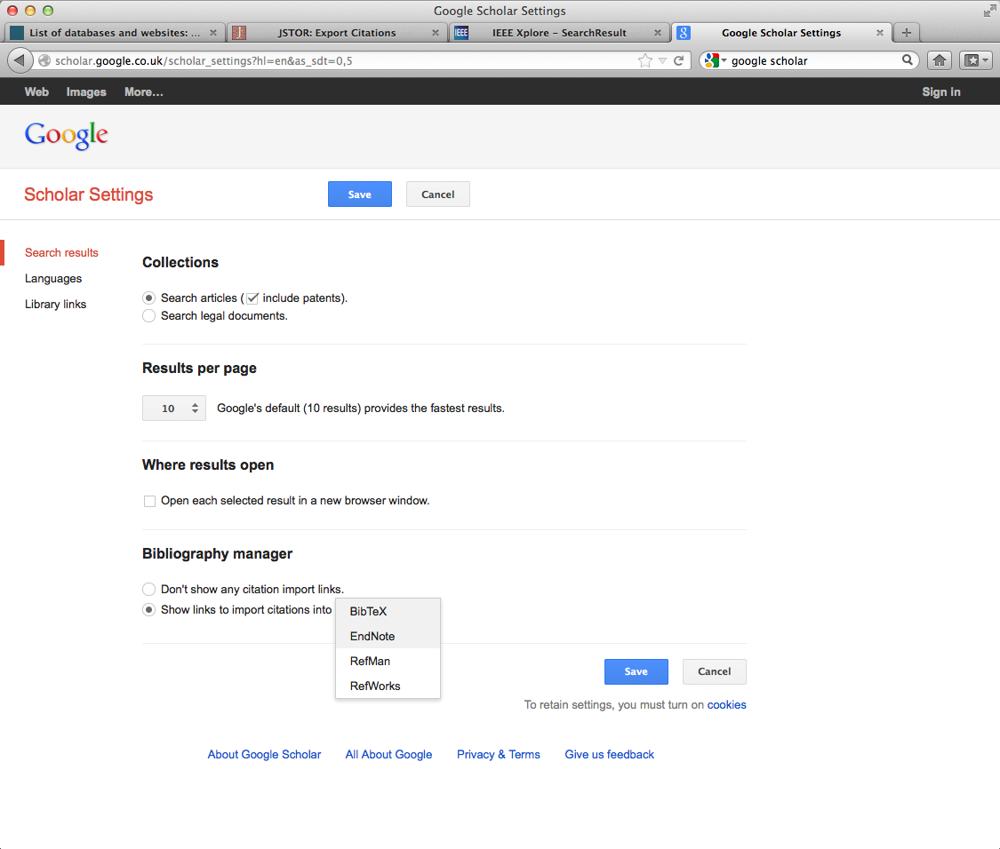 Google Scholar Settings
List of databases and websites: ...
JSTOR: Export Citations
IEEE
IEEE Xplore – SearchResult
8
Google Scholar Settings
scholar.google.co.uk/scholar_settings?hl=en&as_sdt=0,5
google scholar
Web Images More... Sign in
Google
Scholar Settings Save Cancel
Search results
Languages
Library links
Collections
Search articles ( include patents).
Search legal documents.
Results per page
10 Google's default (10 results) provides the fastest results.
Where results open
Open each selected result in a new browser window.
Bibliography manager
Don't show any citation import links.
Show links to import citations into
BibTeX
EndNote
RefMan
RefWorks
Save Cancel
To retain settings, you must turn on cookies
About Google Scholar All About Google Privacy & Terms Give us feedback